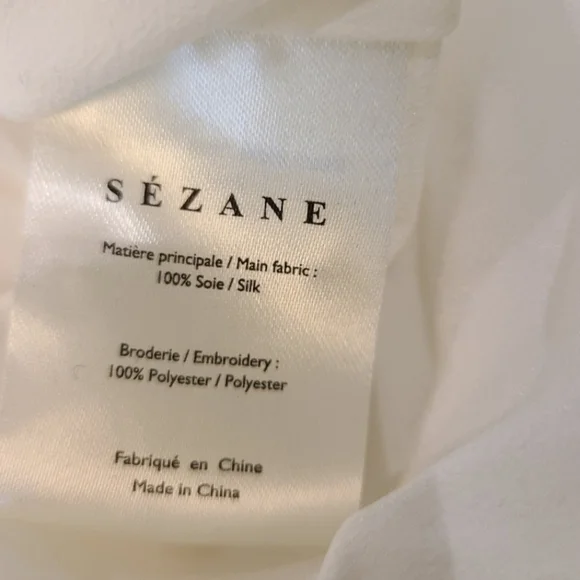 SÉZANE
Matière principale / Main fabric :
100% Soie / Silk
Broderie / Embroidery :
100% Polyester / Polyester
Fabriqué en Chine
Made in China